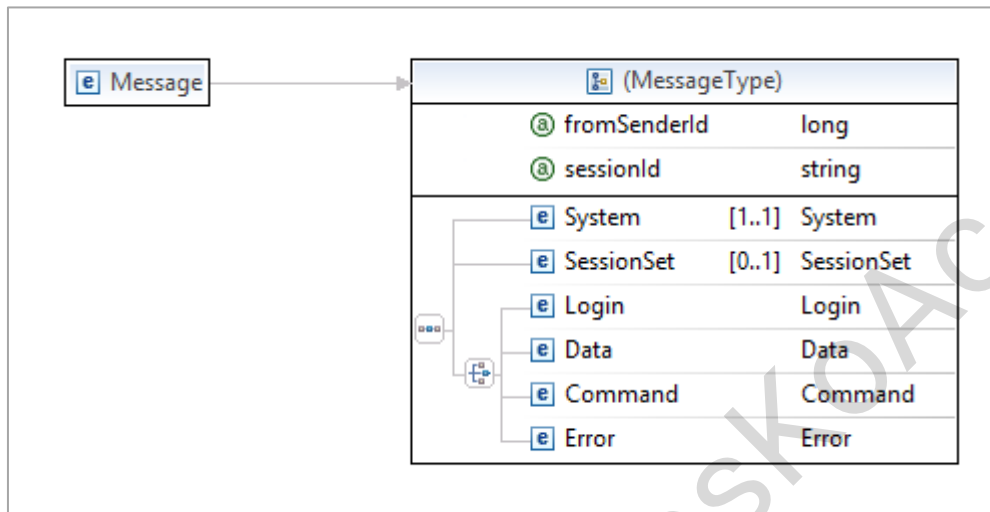 Message
(MessageType)
fromSenderId long
sessionId string
System [1..1] System
SessionSet [0..1] SessionSet
Login Login
Data Data
Command Command
Error Error